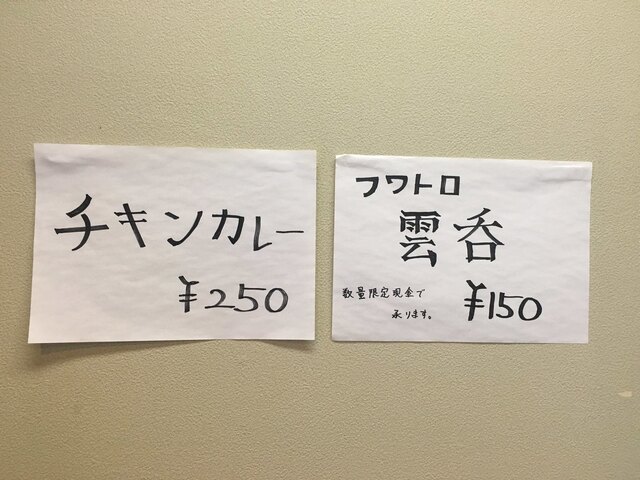 チキンカレー
¥250
フワトロ
雲呑
数量限定現金で
承ります。
¥150